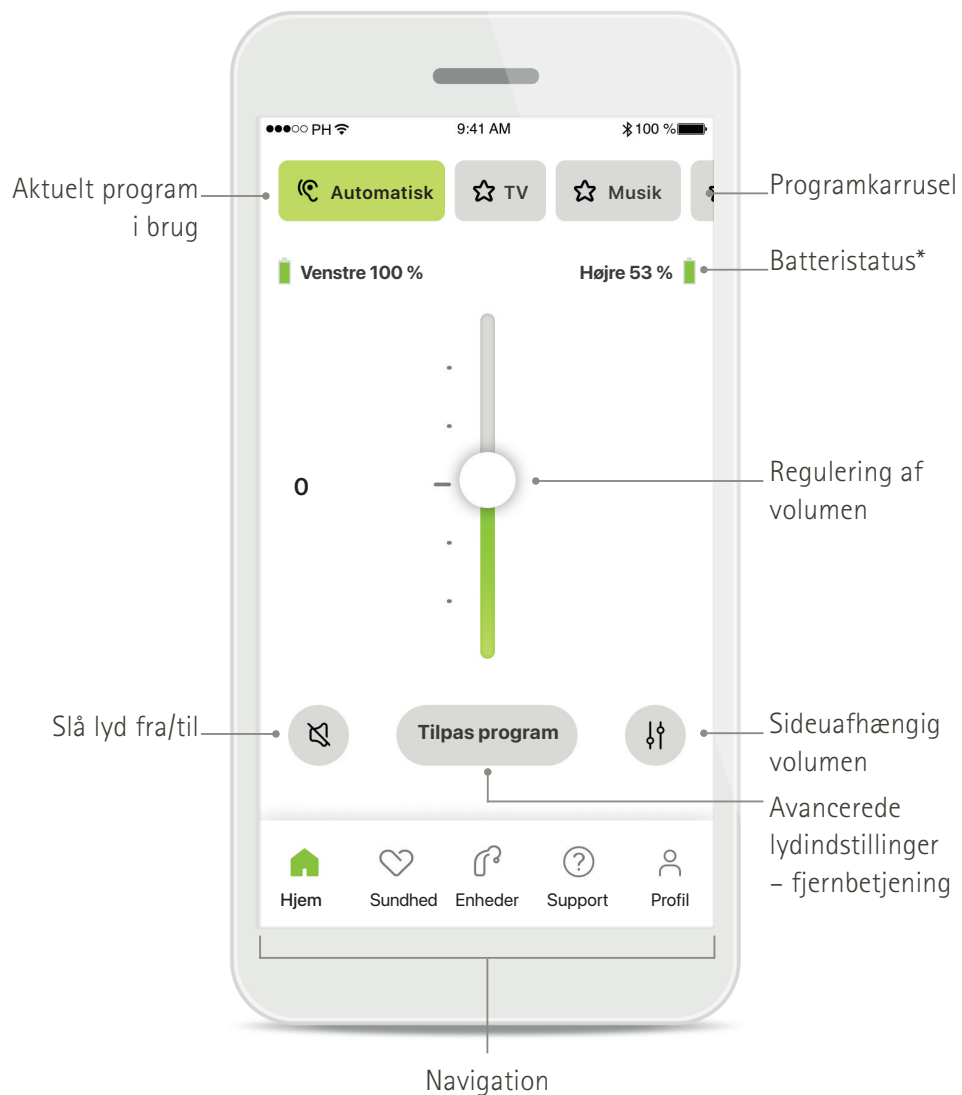 PH 9:41 AM 100 %
Aktuelt program
i brug
Automatisk TV Musik
Programkarrusel
Venstre 100 % Højre 53 %
Batteristatus*
0
Regulering af
volumen
Slå lyd fra/til
Tilpas program
Sideuafhængig
volumen
Avancerede
lydindstillinger
– fjernbetjening
Hjem Sundhed Enheder Support Profil
Navigation